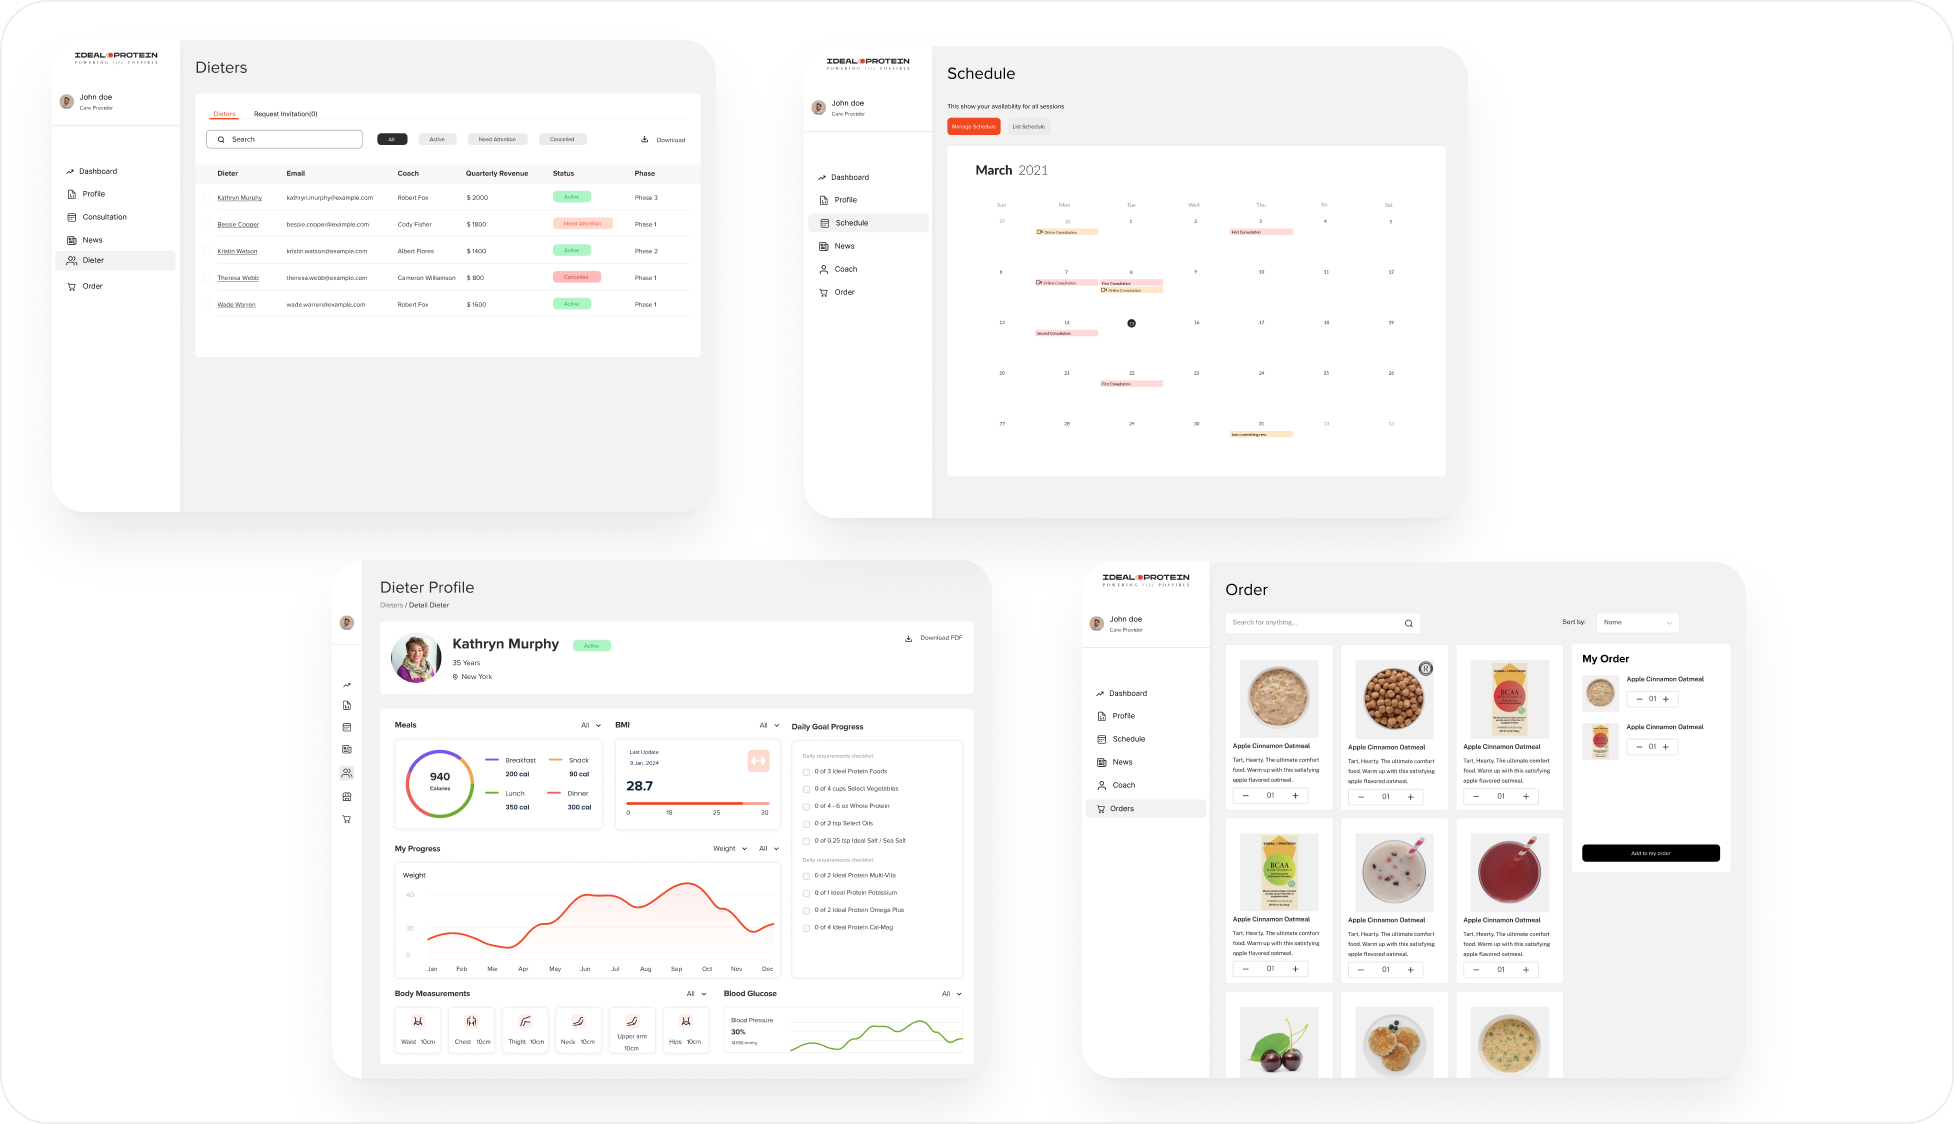 IDEAL PROTEIN
POWERING life POSSIBLE
John doe
Care Provider
Dashboard
Profile
Consultation
News
Dieter
Order
Dieters
Dieters Request Invitation(0)
Search All Active Need Attention Cancelled Download
Dieter Email Coach Quarterly Revenue Status Phase
Kathryn Murphy kathryn.murphy@example.com Robert Fox $ 2000 Active Phase 3
Bessie Cooper bessie.cooper@example.com Cody Fisher $ 1800 Need Attention Phase 1
Kristin Watson kristin.watson@example.com Albert Flores $ 1400 Active Phase 2
Theresa Webb theresa.webb@example.com Cameron Williamson $ 800 Cancelled Phase 1
Wade Warren wade.warren@example.com Robert Fox $ 1600 Active Phase 1
IDEAL PROTEIN
POWERING life POSSIBLE
John doe
Care Provider
Dashboard
Profile
Schedule
News
Coach
Order
Schedule
This show your availability for all sessions
Manage Schedule List Schedule
March 2021
Sun Mon Tue Wed Thu Fri Sat
1 2 3 4 5
Online Consultation First Consultation
6 7 8 9 10 11 12
Online Consultation First Consultation
Online Consultation
13 14 15 16 17 18 19
Second Consultation
20 21 22 23 24 25 26
First Consultation
27 28 29 30 31
Learn something new
Dieter Profile
Dieters / Detail Dieter
Kathryn Murphy Active
35 Years
New York
Download PDF
Meals All
940
Calories
Breakfast Snack
200 cal 90 cal
Lunch Dinner
350 cal 300 cal
BMI All
Last Update
9 Jan, 2024
28.7
0 18 25 30
Daily Goal Progress
Daily requirements checklist
0 of 3 Ideal Protein Foods
0 of 4 cups Select Vegetables
0 of 4 - 6 oz Whole Protein
0 of 2 tsp Select Oils
0 of 0.25 tsp Ideal Salt / Sea Salt
Daily requirements checklist
0 of 2 Ideal Protein Multi-Vita
0 of 1 Ideal Protein Potassium
0 of 2 Ideal Protein Omega Plus
0 of 4 Ideal Protein Cal-Mag
My Progress Weight All
Weight
40
20
0
Jan Feb Mar Apr May Jun Jul Aug Sep Oct Nov Dec
Body Measurements All
Waist 10cm
Chest 10cm
Thight 10cm
Neck 10cm
Upper arm
10cm
Hips 10cm
Blood Glucose All
Blood Pressure
30%
IDEAL PROTEIN
POWERING life POSSIBLE
John doe
Care Provider
Dashboard
Profile
Schedule
News
Coach
Orders
Order
Search for anything...
Sort by: Name
R
IDEAL PROTEIN
BCAA
Apple Cinnamon Oatmeal
Tart, Hearty. The ultimate comfort
food. Warm up with this satisfying
apple flavored oatmeal.
− 01 +
Apple Cinnamon Oatmeal
Tart, Hearty. The ultimate comfort
food. Warm up with this satisfying
apple flavored oatmeal.
− 01 +
Apple Cinnamon Oatmeal
Tart, Hearty. The ultimate comfort
food. Warm up with this satisfying
apple flavored oatmeal.
− 01 +
IDEAL PROTEIN
BCAA
Apple Cinnamon Oatmeal
Tart, Hearty. The ultimate comfort
food. Warm up with this satisfying
apple flavored oatmeal.
− 01 +
Apple Cinnamon Oatmeal
Tart, Hearty. The ultimate comfort
food. Warm up with this satisfying
apple flavored oatmeal.
− 01 +
Apple Cinnamon Oatmeal
Tart, Hearty. The ultimate comfort
food. Warm up with this satisfying
apple flavored oatmeal.
− 01 +
My Order
Apple Cinnamon Oatmeal
− 01 +
Apple Cinnamon Oatmeal
− 01 +
Add to my order